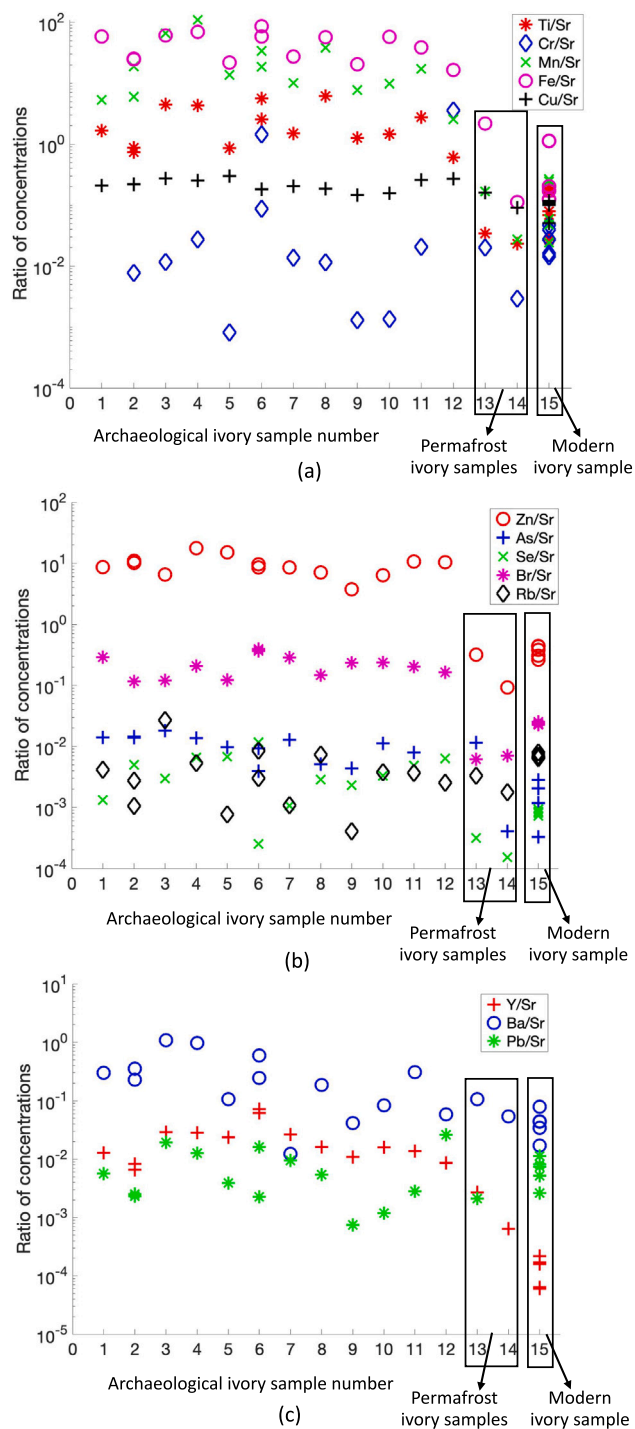 10^2
Ti/Sr
Cr/Sr
Mn/Sr
Fe/Sr
Cu/Sr
10^0
10^-2
10^-4
Ratio of concentrations
0 1 2 3 4 5 6 7 8 9 10 11 12 13 14 15
Archaeological ivory sample number
Permafrost
ivory samples
Modern
ivory sample
(a)
10^2
Zn/Sr
As/Sr
Se/Sr
Br/Sr
Rb/Sr
10^1
10^0
10^-1
10^-2
10^-3
10^-4
Ratio of concentrations
0 1 2 3 4 5 6 7 8 9 10 11 12 13 14 15
Archaeological ivory sample number
Permafrost
ivory samples
Modern
ivory sample
(b)
10^1
Y/Sr
Ba/Sr
Pb/Sr
10^0
10^-1
10^-2
10^-3
10^-4
10^-5
Ratio of concentrations
0 1 2 3 4 5 6 7 8 9 10 11 12 13 14 15
Archaeological ivory sample number
Permafrost
ivory samples
Modern
ivory sample
(c)